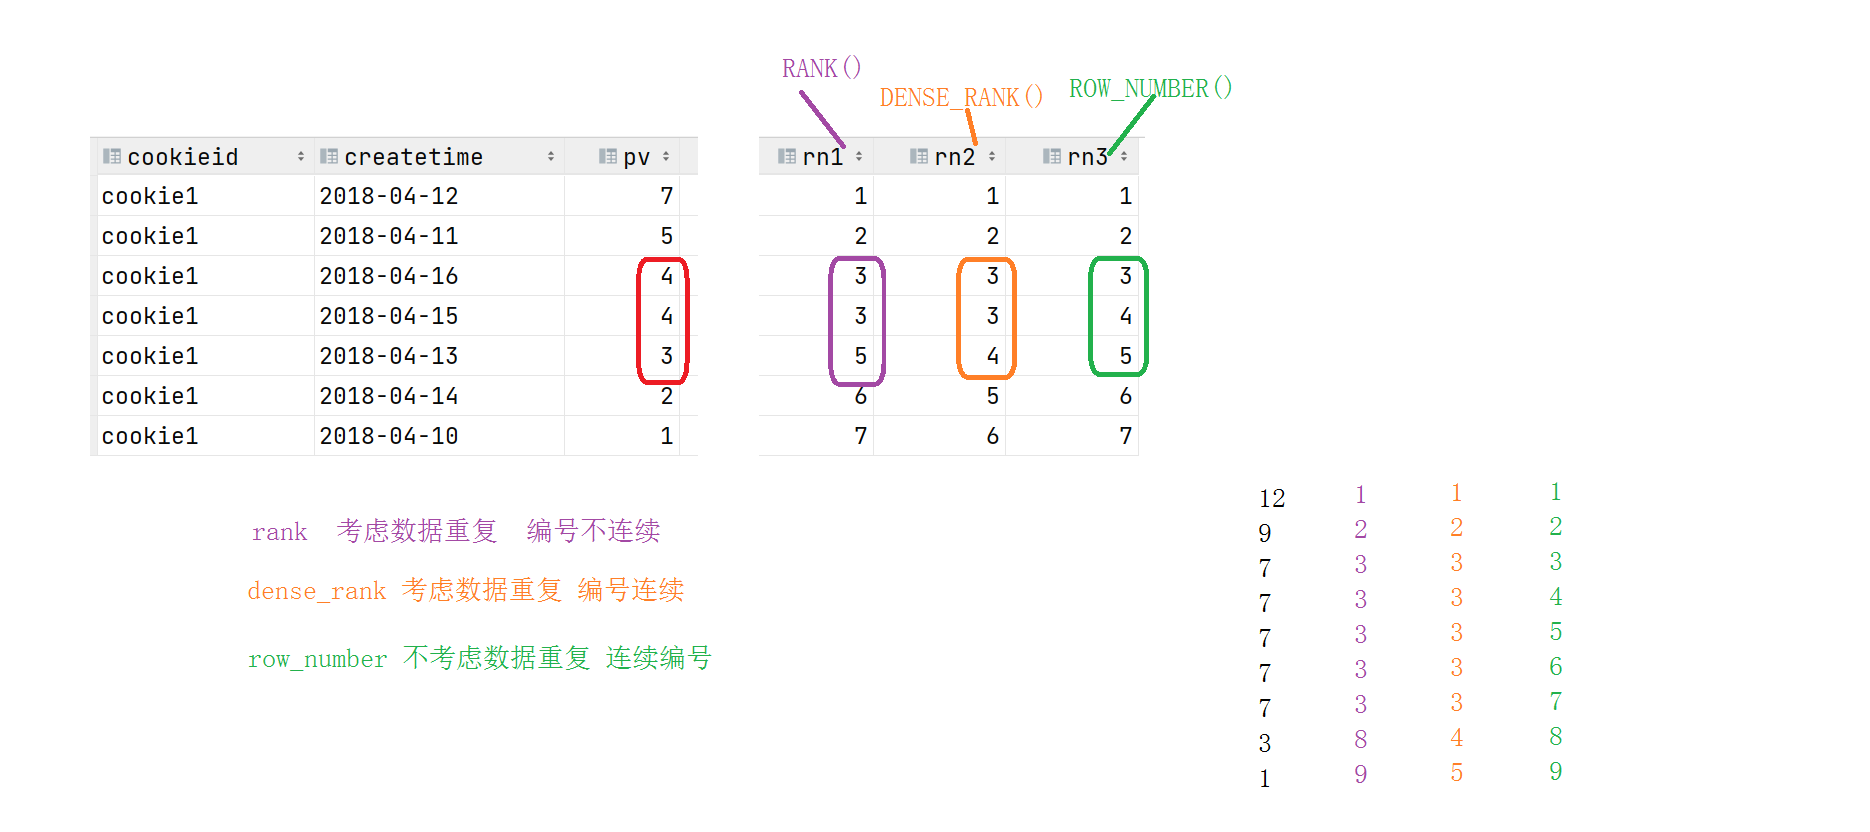 RANK()
DENSE_RANK()
ROW_NUMBER()
cookieid createtime pv rn1 rn2 rn3
cookie1 2018-04-12 7 1 1 1
cookie1 2018-04-11 5 2 2 2
cookie1 2018-04-16 4 3 3 3
cookie1 2018-04-15 4 3 3 4
cookie1 2018-04-13 3 5 4 5
cookie1 2018-04-14 2 6 5 6
cookie1 2018-04-10 1 7 6 7
rank 考虑数据重复 编号不连续
dense_rank 考虑数据重复 编号连续
row_number 不考虑数据重复 连续编号
12 1 1 1
9 2 2 2
7 3 3 3
7 3 3 4
7 3 3 5
7 3 3 6
7 3 3 7
3 8 4 8
1 9 5 9